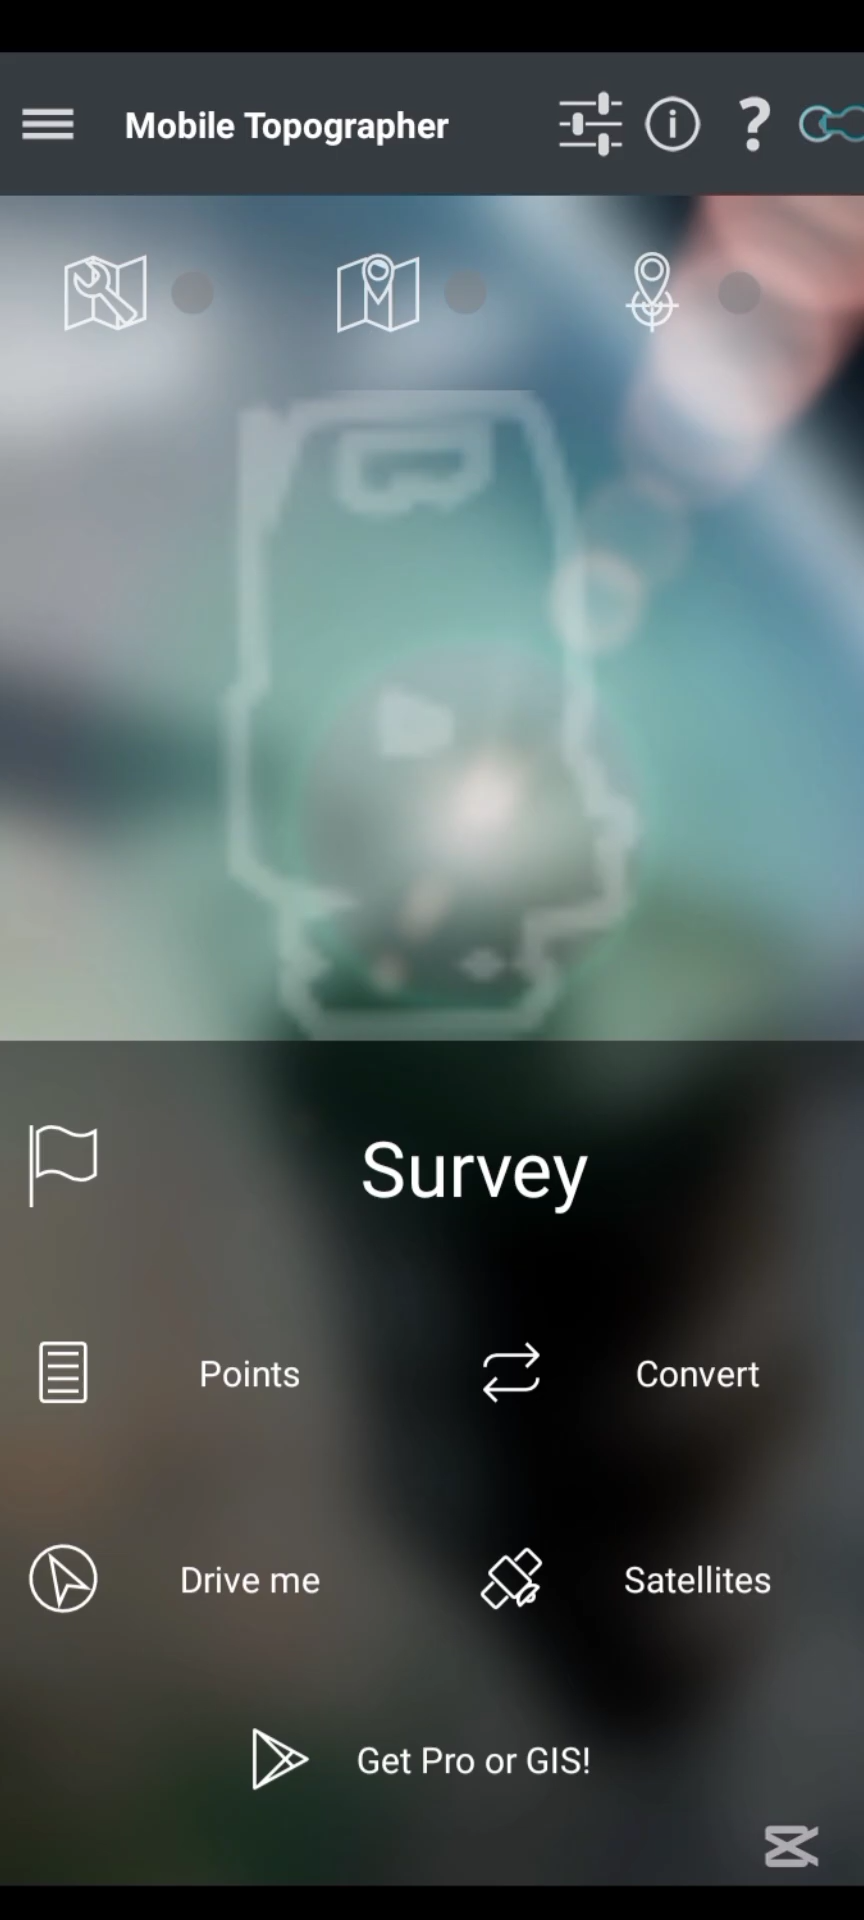 Mobile Topographer
Survey
Points
Convert
Drive me
Satellites
Get Pro or GIS!